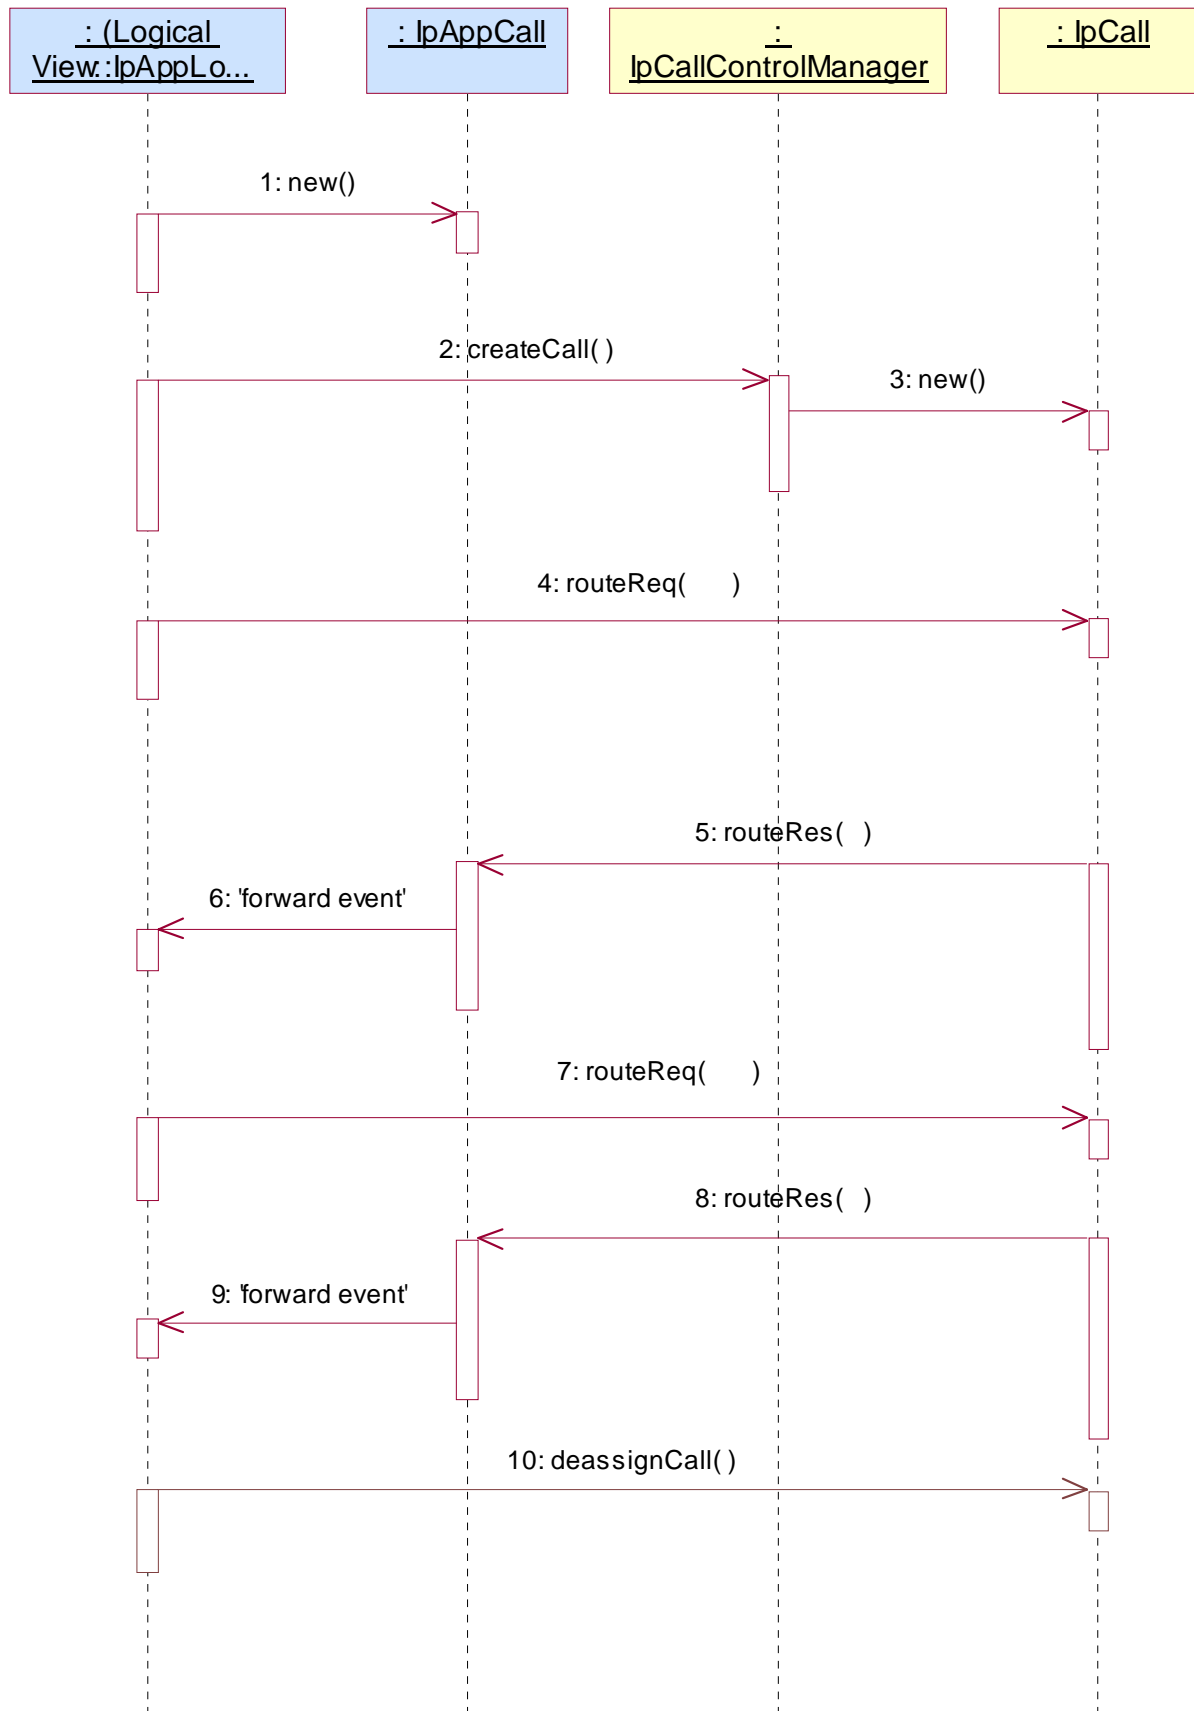 : (Logical
View::IpAppLo...
: IpAppCall
:
IpCallControlManager
: IpCall
1: new()
2: createCall( )
3: new()
4: routeReq(      )
5: routeRes(   )
6: 'forward event'
7: routeReq(      )
8: routeRes(   )
9: 'forward event'
10: deassignCall( )